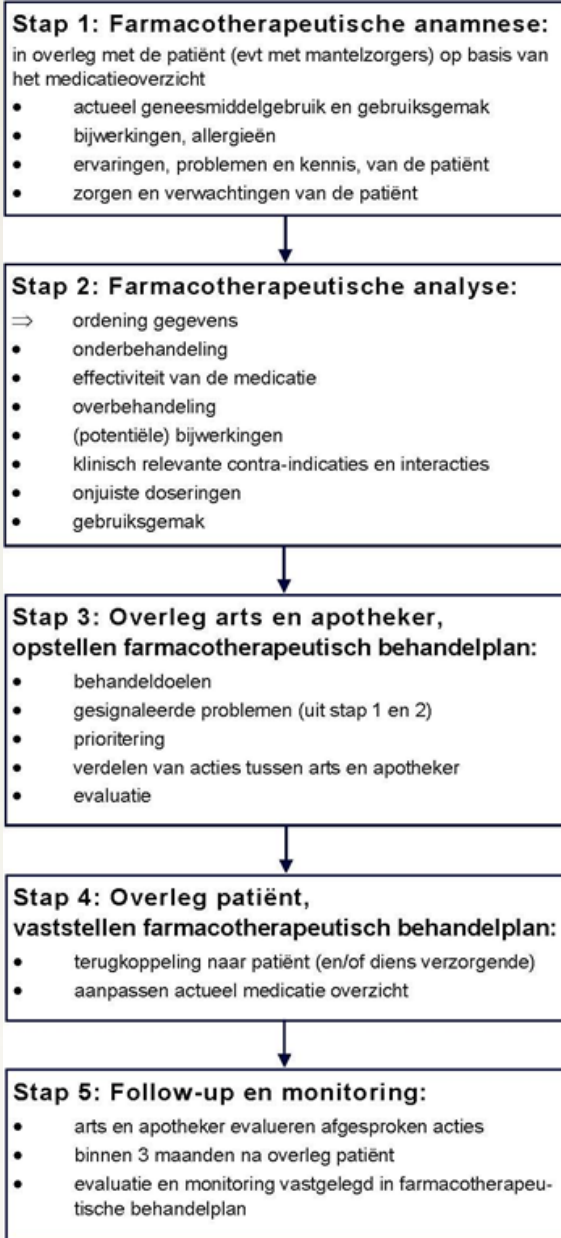 Stap 1: Farmacotherapeutische anamnese:
in overleg met de patiënt (evt met mantelzorgers) op basis van
het medicatieoverzicht
• actueel geneesmiddelgebruik en gebruiksgemak
• bijwerkingen, allergieën
• ervaringen, problemen en kennis, van de patiënt
• zorgen en verwachtingen van de patiënt
Stap 2: Farmacotherapeutische analyse:
⇒ ordening gegevens
• onderbehandeling
• effectiviteit van de medicatie
• overbehandeling
• (potentiële) bijwerkingen
• klinisch relevante contra-indicaties en interacties
• onjuiste doseringen
• gebruiksgemak
Stap 3: Overleg arts en apotheker,
opstellen farmacotherapeutisch behandelplan:
• behandeldoelen
• gesignaleerde problemen (uit stap 1 en 2)
• prioritering
• verdelen van acties tussen arts en apotheker
• evaluatie
Stap 4: Overleg patiënt,
vaststellen farmacotherapeutisch behandelplan:
• terugkoppeling naar patiënt (en/of diens verzorgende)
• aanpassen actueel medicatie overzicht
Stap 5: Follow-up en monitoring:
• arts en apotheker evalueren afgesproken acties
• binnen 3 maanden na overleg patiënt
• evaluatie en monitoring vastgelegd in farmacotherapeu-
tische behandelplan